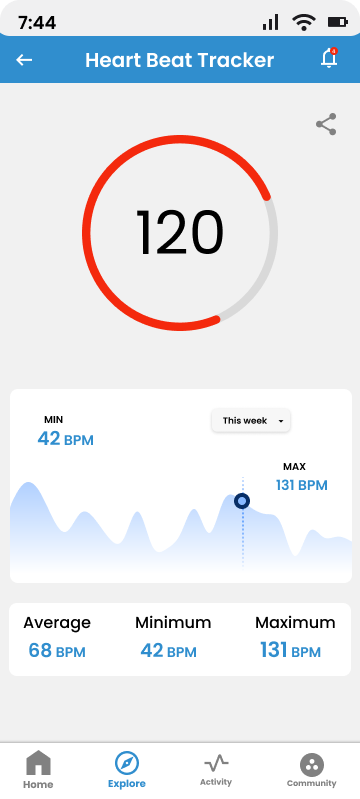 7:44
Heart Beat Tracker
4
120
MIN
42 BPM
This week
MAX
131 BPM
Average Minimum Maximum
68 BPM 42 BPM 131 BPM
Home Explore Activity Community